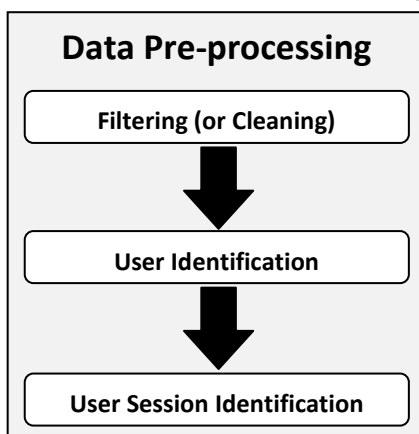 Data Pre-processing
Filtering (or Cleaning)
User Identification
User Session Identification